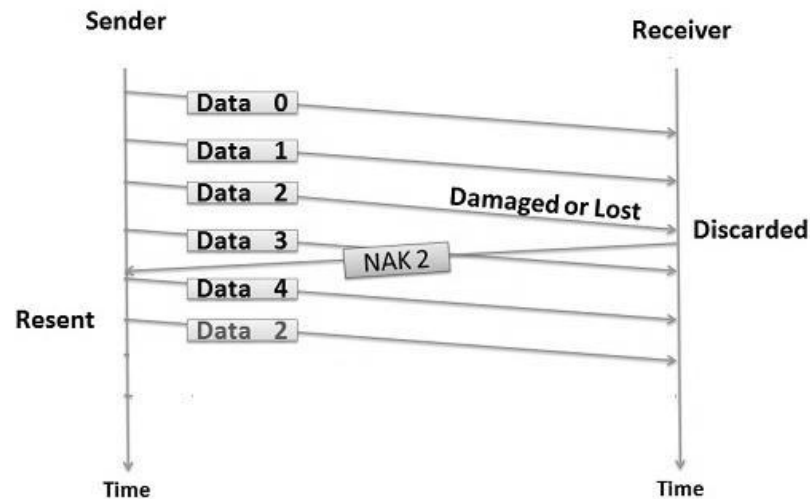 Sender
Receiver
Data 0
Data 1
Data 2
Damaged or Lost
Discarded
Data 3
NAK 2
Data 4
Resent
Data 2
Time
Time